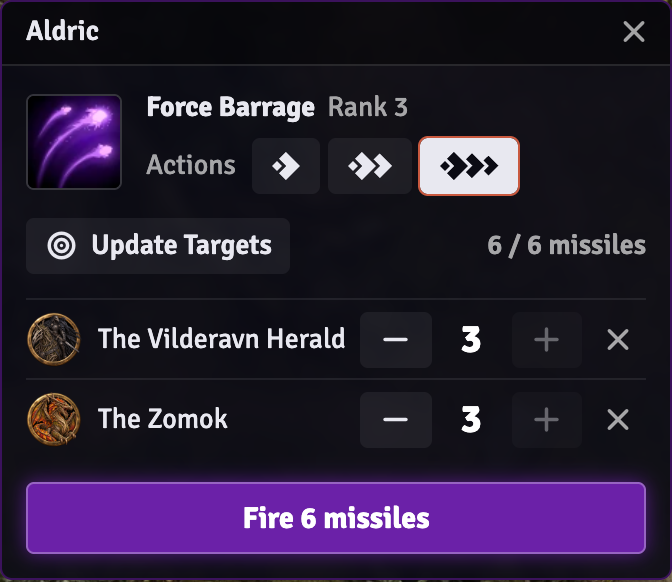 Aldric
Force Barrage Rank 3
Actions
Update Targets 6 / 6 missiles
The Vilderavn Herald 3
The Zomok 3
Fire 6 missiles